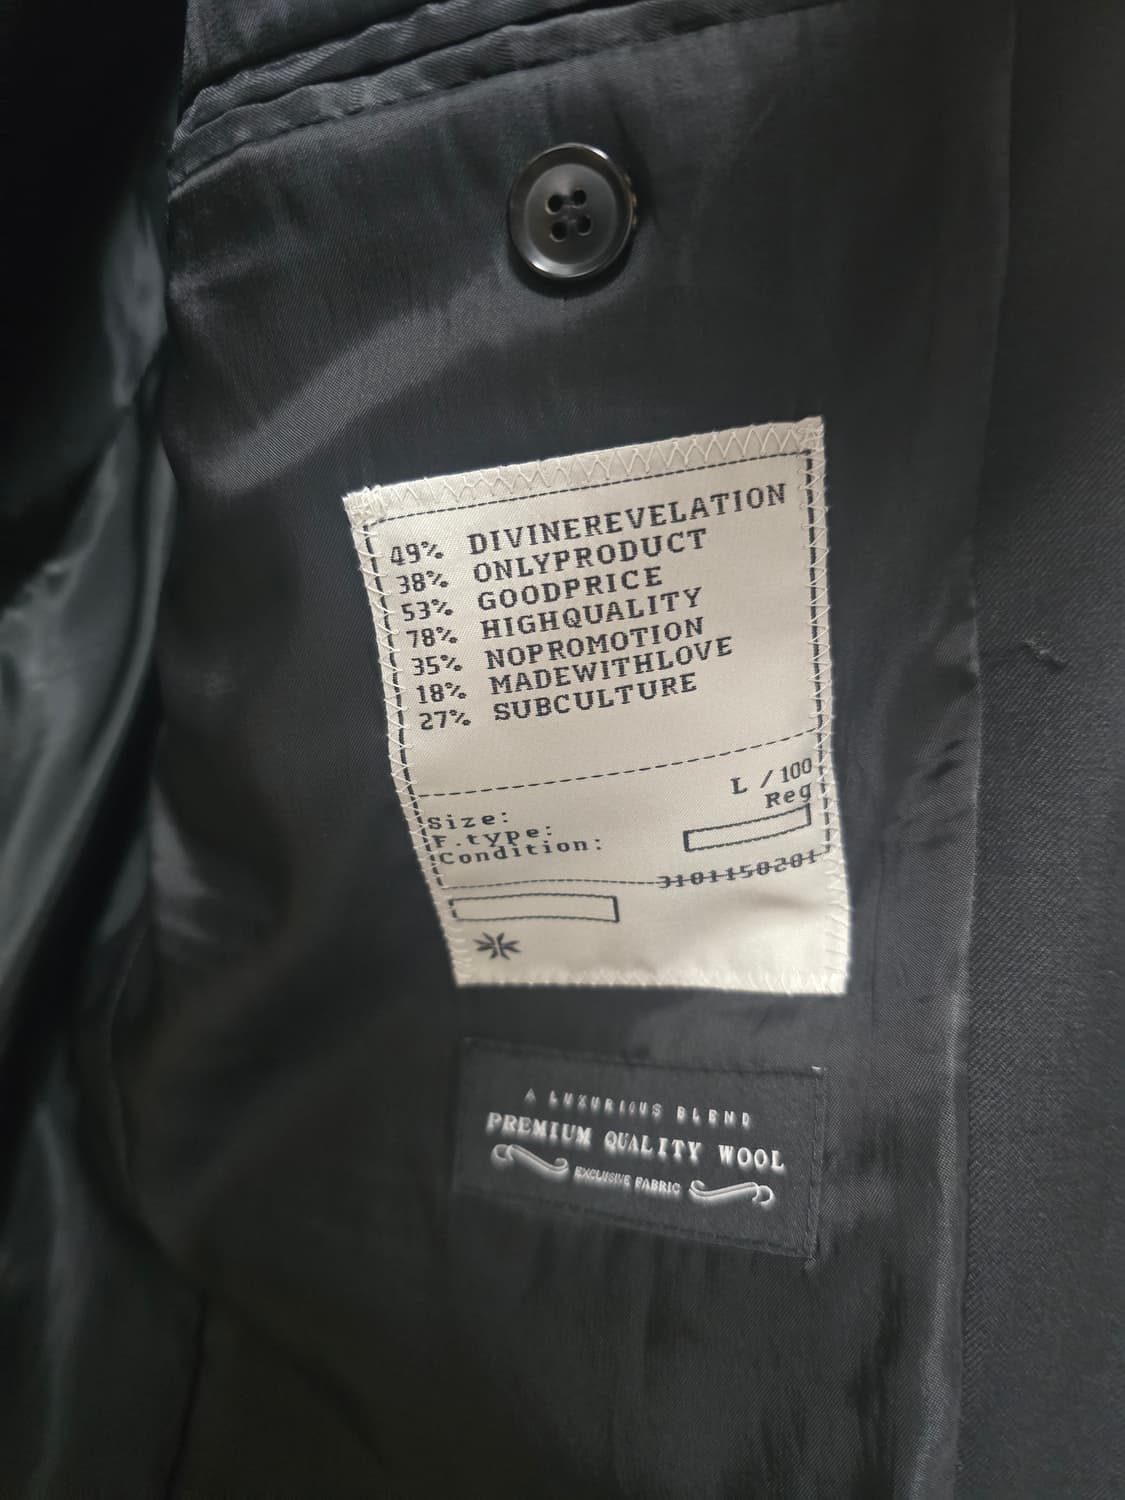 49% DIVINEREVELATION
38% ONLYPRODUCT
53% GOODPRICE
78% HIGHQUALITY
35% NOPROMOTION
18% MADEWITHLOVE
27% SUBCULTURE
Size: L / 100
F.type: Reg
Condition:
3101150201
A LUXURIOUS BLEND
PREMIUM QUALITY WOOL
EXCLUSIVE FABRIC